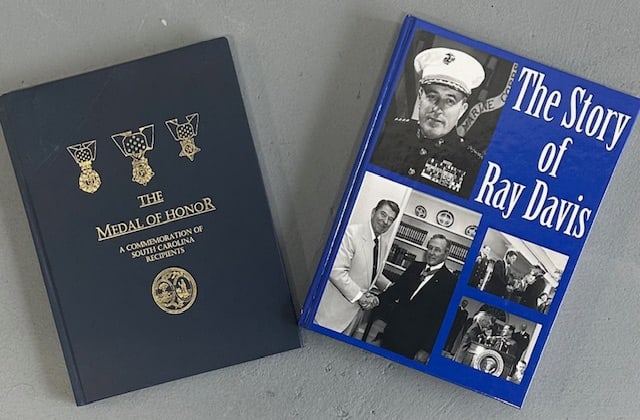 THE
MEDAL OF HONOR
A COMMEMORATION OF
SOUTH CAROLINA
RECIPIENTS
The Story
of
Ray Davis